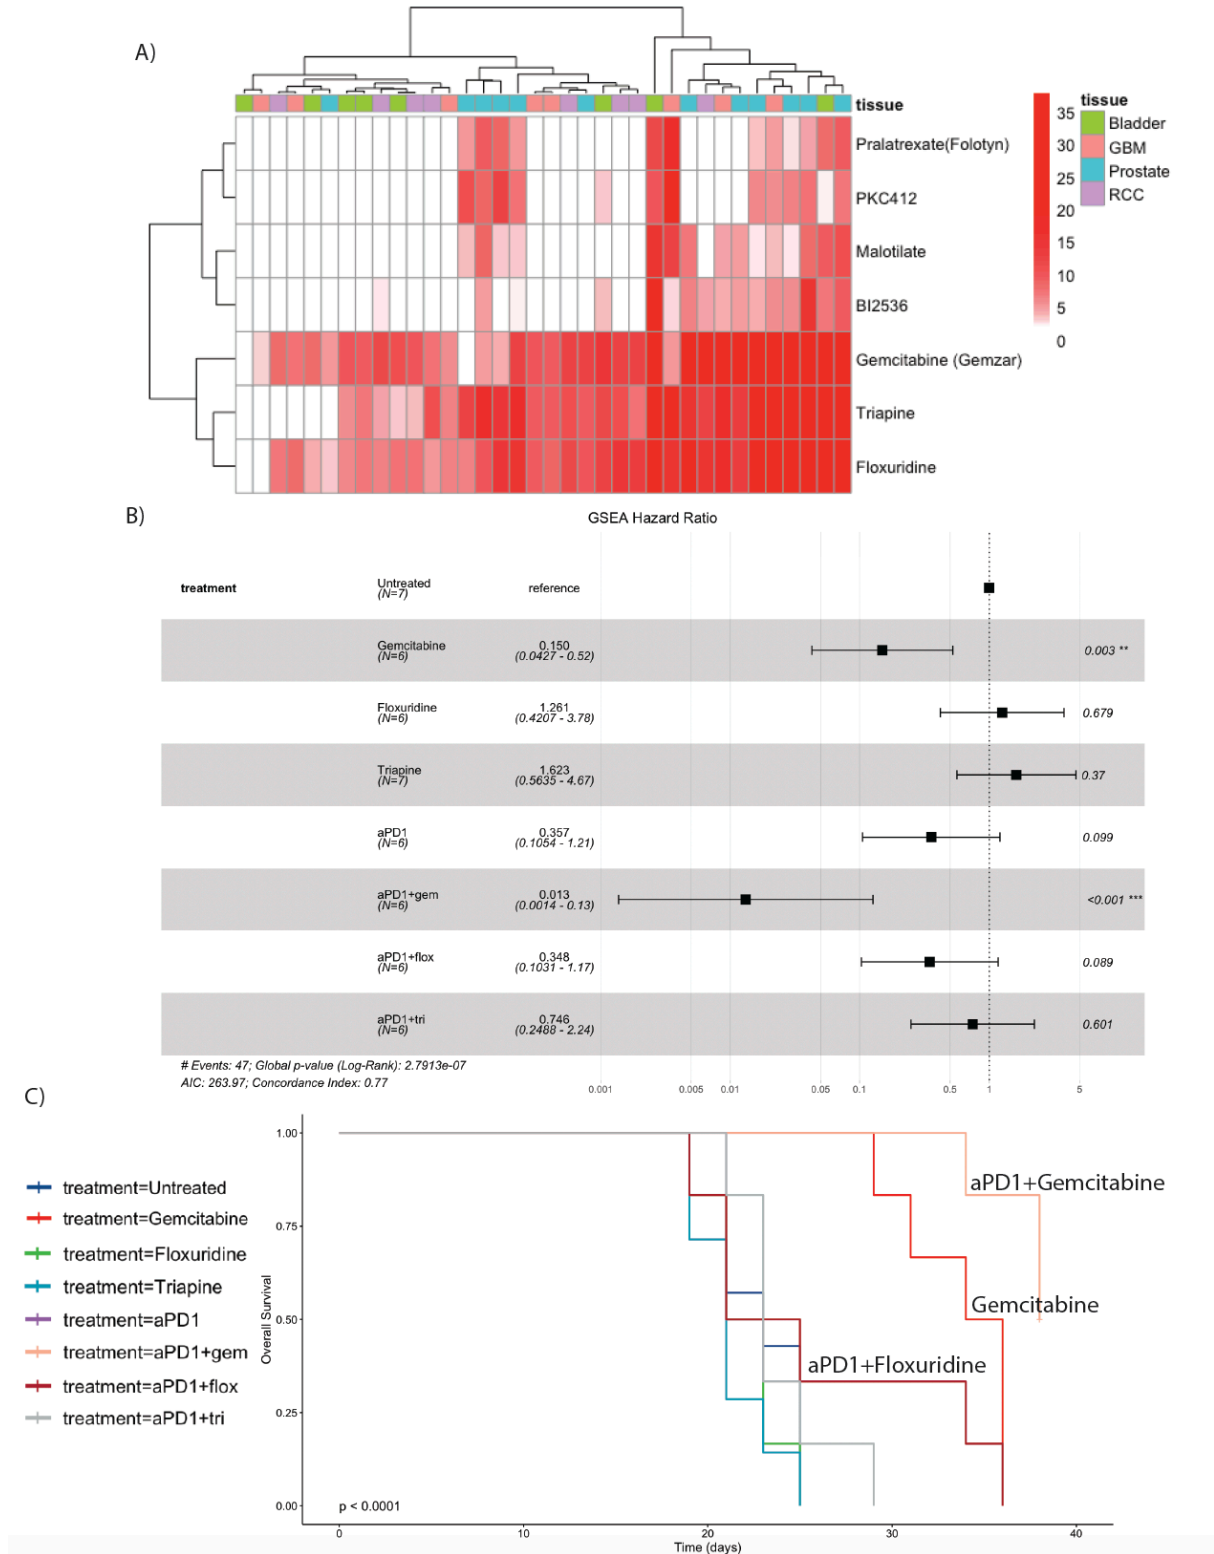 A)
tissue
Pralatrexate(Folotyn)
PKC412
Malotilate
BI2536
Gemcitabine (Gemzar)
Triapine
Floxuridine
35
30
25
20
15
10
5
0
tissue
Bladder
GBM
Prostate
RCC
B)
GSEA Hazard Ratio
treatment
Untreated
(N=7)
reference
Gemcitabine
(N=6)
0.150
(0.0427 - 0.52)
0.003 **
Floxuridine
(N=6)
1.261
(0.4207 - 3.78)
0.679
Triapine
(N=7)
1.623
(0.5635 - 4.67)
0.37
aPD1
(N=6)
0.357
(0.1054 - 1.21)
0.099
aPD1+gem
(N=6)
0.013
(0.0014 - 0.13)
<0.001 ***
aPD1+flox
(N=6)
0.348
(0.1031 - 1.17)
0.089
aPD1+tri
(N=6)
0.746
(0.2488 - 2.24)
0.601
# Events: 47; Global p-value (Log-Rank): 2.7913e-07
AIC: 263.97; Concordance Index: 0.77
0.001 0.005 0.01 0.05 0.1 0.5 1 5
C)
treatment=Untreated
treatment=Gemcitabine
treatment=Floxuridine
treatment=Triapine
treatment=aPD1
treatment=aPD1+gem
treatment=aPD1+flox
treatment=aPD1+tri
Overall Survival
1.00
0.75
0.50
0.25
0.00
aPD1+Gemcitabine
Gemcitabine
aPD1+Floxuridine
p < 0.0001
0 10 20 30 40
Time (days)